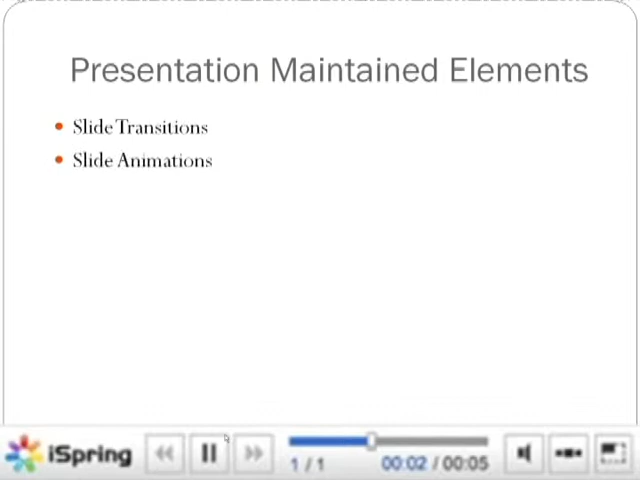 Presentation Maintained Elements
Slide Transitions
Slide Animations
iSpring
1 / 1
00:02 / 00:05